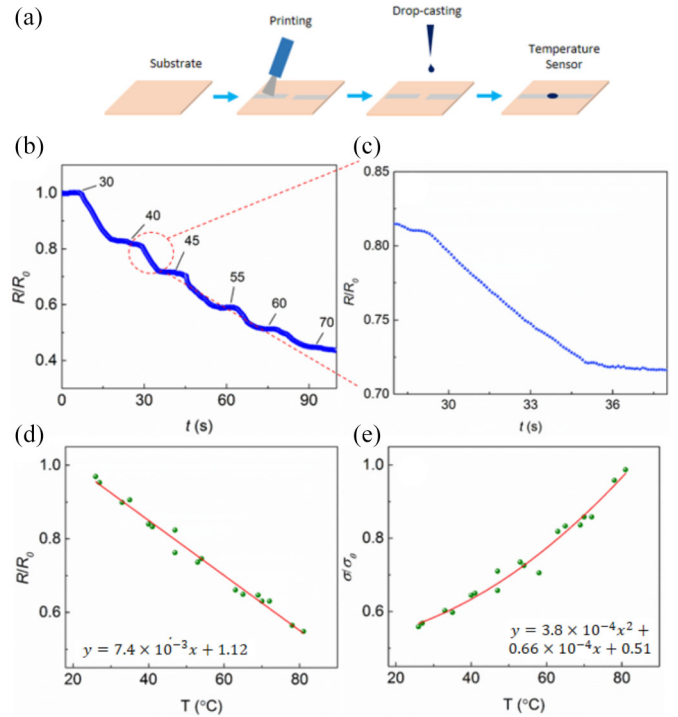 (a)
Printing
Drop-casting
Substrate
Temperature
Sensor
(b)
(c)
R/R₀
1.0
0.8
0.6
0.4
30
40
45
55
60
70
0
30
60
90
t (s)
R/R₀
0.85
0.80
0.75
0.70
30
33
36
t (s)
(d)
(e)
R/R₀
1.0
0.8
0.6
y = 7.4 × 10⁻³x + 1.12
20
40
60
80
T (°C)
σ/σ₀
1.0
0.8
0.6
y = 3.8 × 10⁻⁴x² +
0.66 × 10⁻⁴x + 0.51
20
40
60
80
T (°C)